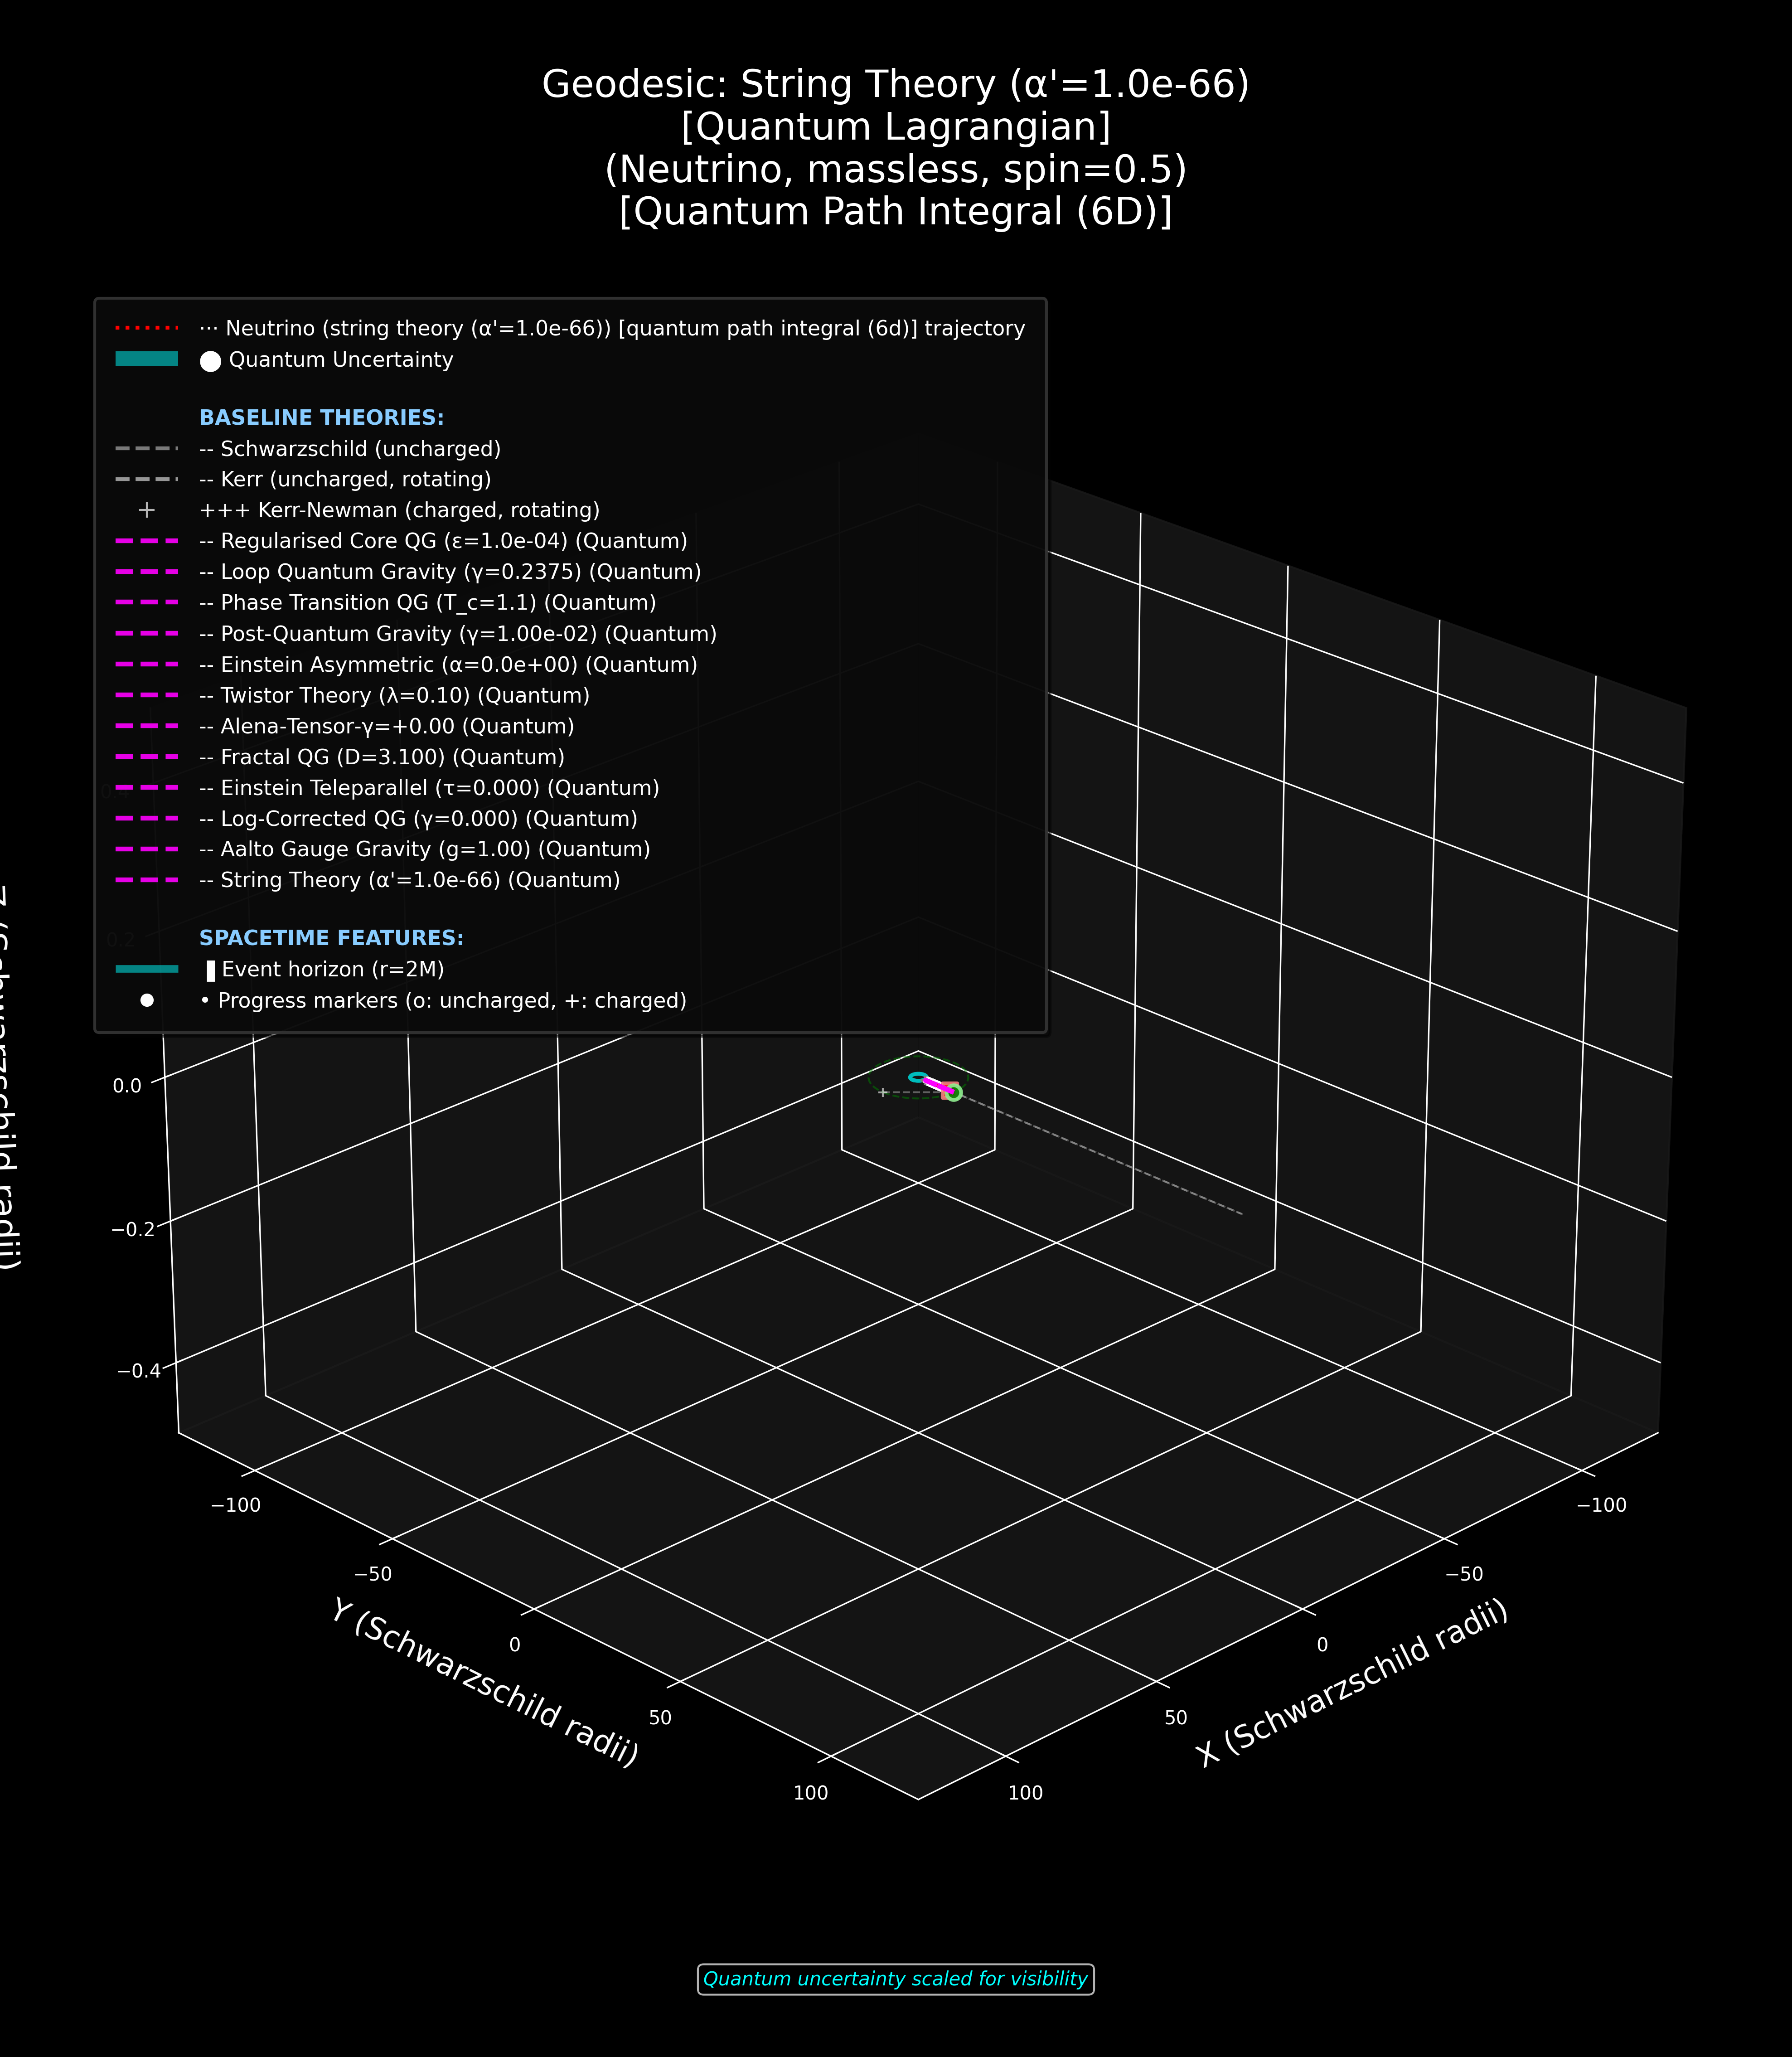 Geodesic: String Theory (α'=1.0e-66)
[Quantum Lagrangian]
(Neutrino, massless, spin=0.5)
[Quantum Path Integral (6D)]
··· Neutrino (string theory (α'=1.0e-66)) [quantum path integral (6d)] trajectory
⬤ Quantum Uncertainty
BASELINE THEORIES:
-- Schwarzschild (uncharged)
-- Kerr (uncharged, rotating)
+++ Kerr-Newman (charged, rotating)
-- Regularised Core QG (ε=1.0e-04) (Quantum)
-- Loop Quantum Gravity (γ=0.2375) (Quantum)
-- Phase Transition QG (T_c=1.1) (Quantum)
-- Post-Quantum Gravity (γ=1.00e-02) (Quantum)
-- Einstein Asymmetric (α=0.0e+00) (Quantum)
-- Twistor Theory (λ=0.10) (Quantum)
-- Alena-Tensor-γ=+0.00 (Quantum)
-- Fractal QG (D=3.100) (Quantum)
-- Einstein Teleparallel (τ=0.000) (Quantum)
-- Log-Corrected QG (γ=0.000) (Quantum)
-- Aalto Gauge Gravity (g=1.00) (Quantum)
-- String Theory (α'=1.0e-66) (Quantum)
SPACETIME FEATURES:
▐ Event horizon (r=2M)
• Progress markers (o: uncharged, +: charged)
0.2
0.0
−0.2
−0.4
radii)
−100
−50
0
50
100
Y (Schwarzschild radii)
−100
−50
0
50
100
X (Schwarzschild radii)
Quantum uncertainty scaled for visibility